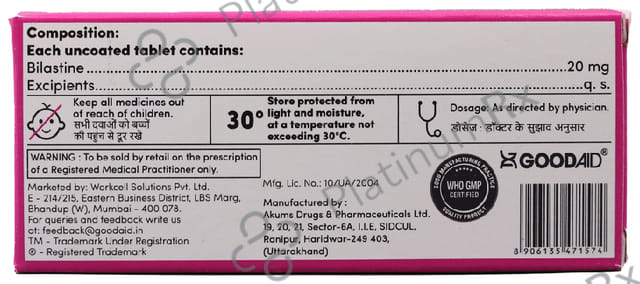 Composition:
Each uncoated tablet contains:
Bilastine 20 mg
Excipients q. s.
Keep all medicines out
of reach of children.
सभी दवाओं को बच्चों
की पहुंच से दूर रखें
30°
Store protected from
light and moisture,
at a temperature not
exceeding 30°C.
Dosage: As directed by physician.
डोसेज: डॉक्टर के सुझाव अनुसार
WARNING : To be sold by retail on the prescription
of a Registered Medical Practitioner only.
Marketed by: Workcell Solutions Pvt. Ltd.
E - 214/215, Eastern Business District, LBS Marg,
Bhandup (W), Mumbai - 400 078.
For queries and feedback write us
at: feedback@goodaid.in
TM - Trademark Under Registration
® - Registered Trademark
Mfg. Lic. No.: 10/UA/2004
Manufactured by :
Akums Drugs & Pharmaceuticals Ltd.
19, 20, 21, Sector-6A, I.I.E, SIDCUL,
Ranipur, Haridwar-249 403,
(Uttarakhand)
GOOD MANUFACTURING PRACTICE
WHO GMP
CERTIFIED
QUALITY PRODUCT
GOODAID®
8 906135 471574
PlatinumRx